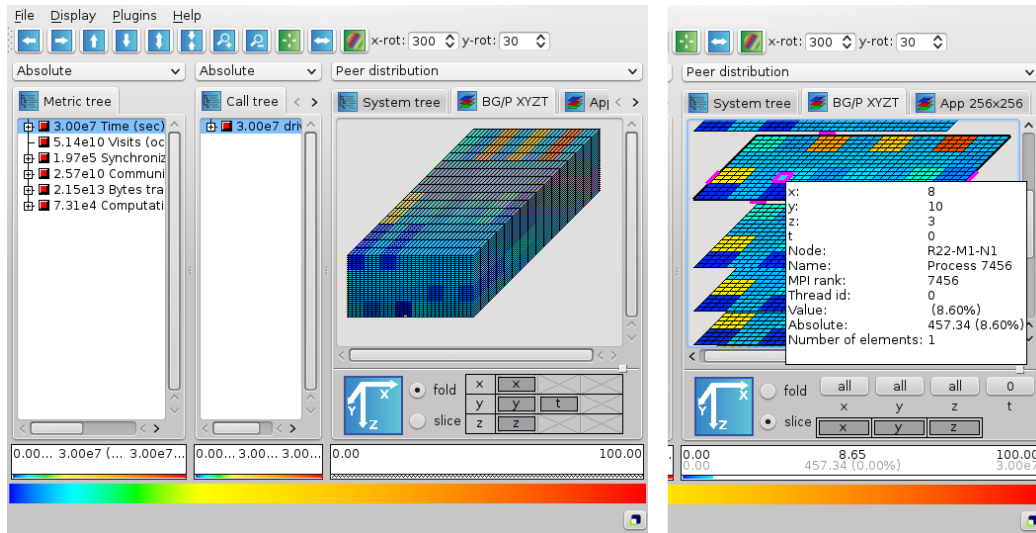 File Display Plugins Help
x-rot: 300 y-rot: 30
Absolute
Absolute
Peer distribution
Metric tree
Call tree
System tree
BG/P XYZT
3.00e7 Time (sec)
5.14e10 Visits (oc
1.97e5 Synchroniz
2.57e10 Communi
2.15e13 Bytes tra
7.31e4 Computati
3.00e7 dri
Y X Z
fold
slice
x x
y y t
z z
0.00... 3.00e7 (... 3.00e7...
0.00... 3.00... 3.00...
0.00 100.00
x-rot: 300 y-rot: 30
Peer distribution
System tree
BG/P XYZT
App 256x256
x: 8
y: 10
z: 3
t 0
Node: R22-M1-N1
Name: Process 7456
MPI rank: 7456
Thread id: 0
Value: (8.60%)
Absolute: 457.34 (8.60%)
Number of elements: 1
Y X Z
fold
slice
all all all 0
x y z t
x y z
0.00 8.65 100.00
0.00 457.34 (0.00%) 3.00e7